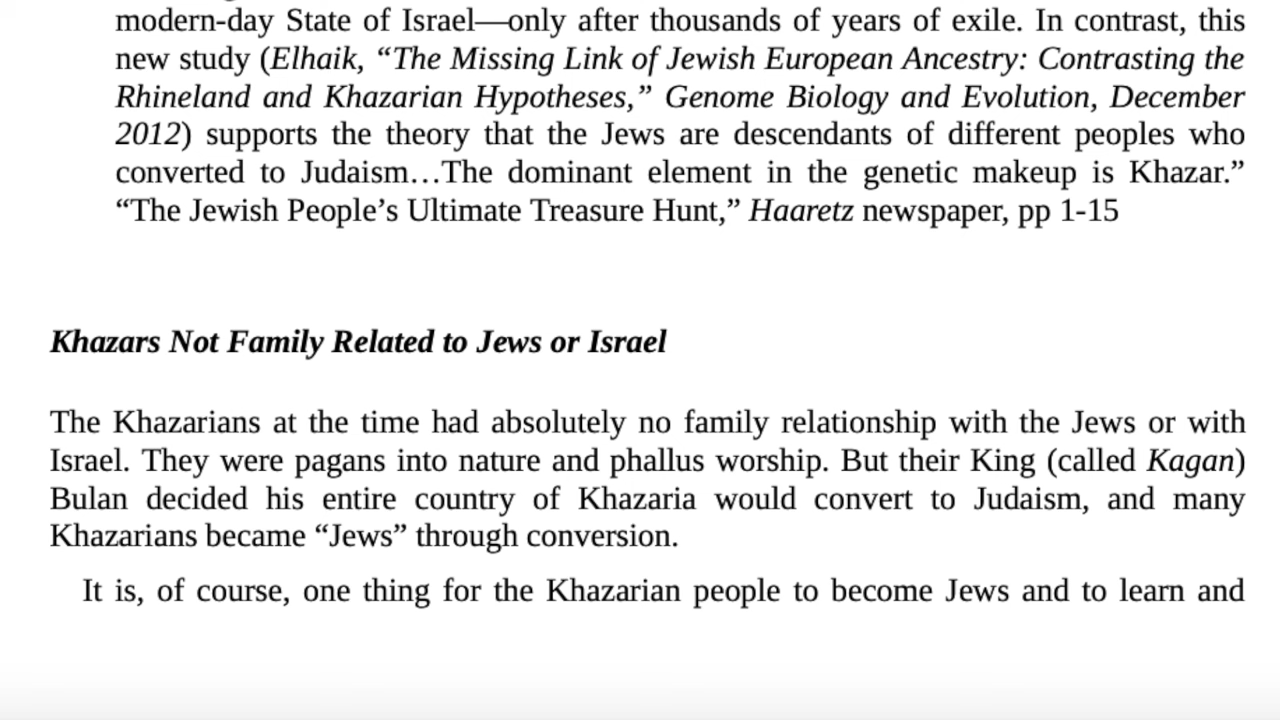 modern-day State of Israel—only after thousands of years of exile. In contrast, this
new study (Elhaik, “The Missing Link of Jewish European Ancestry: Contrasting the
Rhineland and Khazarian Hypotheses,” Genome Biology and Evolution, December
2012) supports the theory that the Jews are descendants of different peoples who
converted to Judaism…The dominant element in the genetic makeup is Khazar.”
“The Jewish People’s Ultimate Treasure Hunt,” Haaretz newspaper, pp 1-15
Khazars Not Family Related to Jews or Israel
The Khazarians at the time had absolutely no family relationship with the Jews or with
Israel. They were pagans into nature and phallus worship. But their King (called Kagan)
Bulan decided his entire country of Khazaria would convert to Judaism, and many
Khazarians became “Jews” through conversion.
It is, of course, one thing for the Khazarian people to become Jews and to learn and